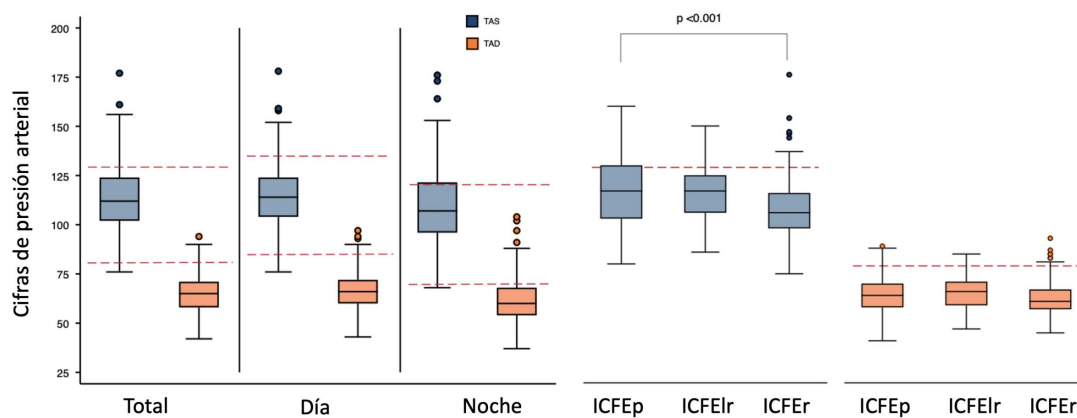 Cifras de presión arterial
200
175
150
125
100
75
50
25
TAS
TAD
Total
Día
Noche
p <0.001
ICFEp
ICFElr
ICFEr
ICFEp
ICFElr
ICFEr